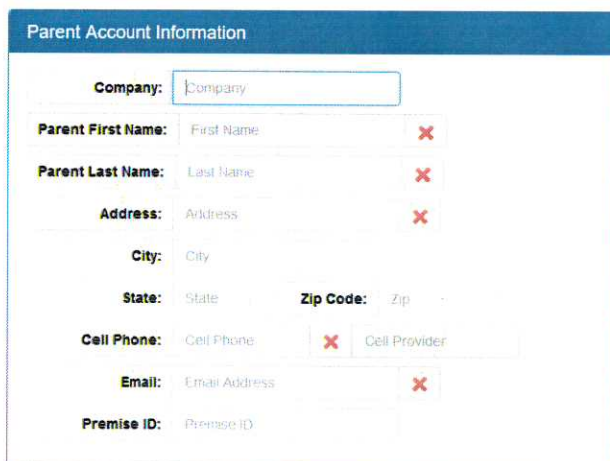 Parent Account Information
Company: Company
Parent First Name: First Name
Parent Last Name: Last Name
Address: Address
City: City
State: State Zip Code: Zip
Cell Phone: Cell Phone Cell Provider
Email: Email Address
Premise ID: Premise ID